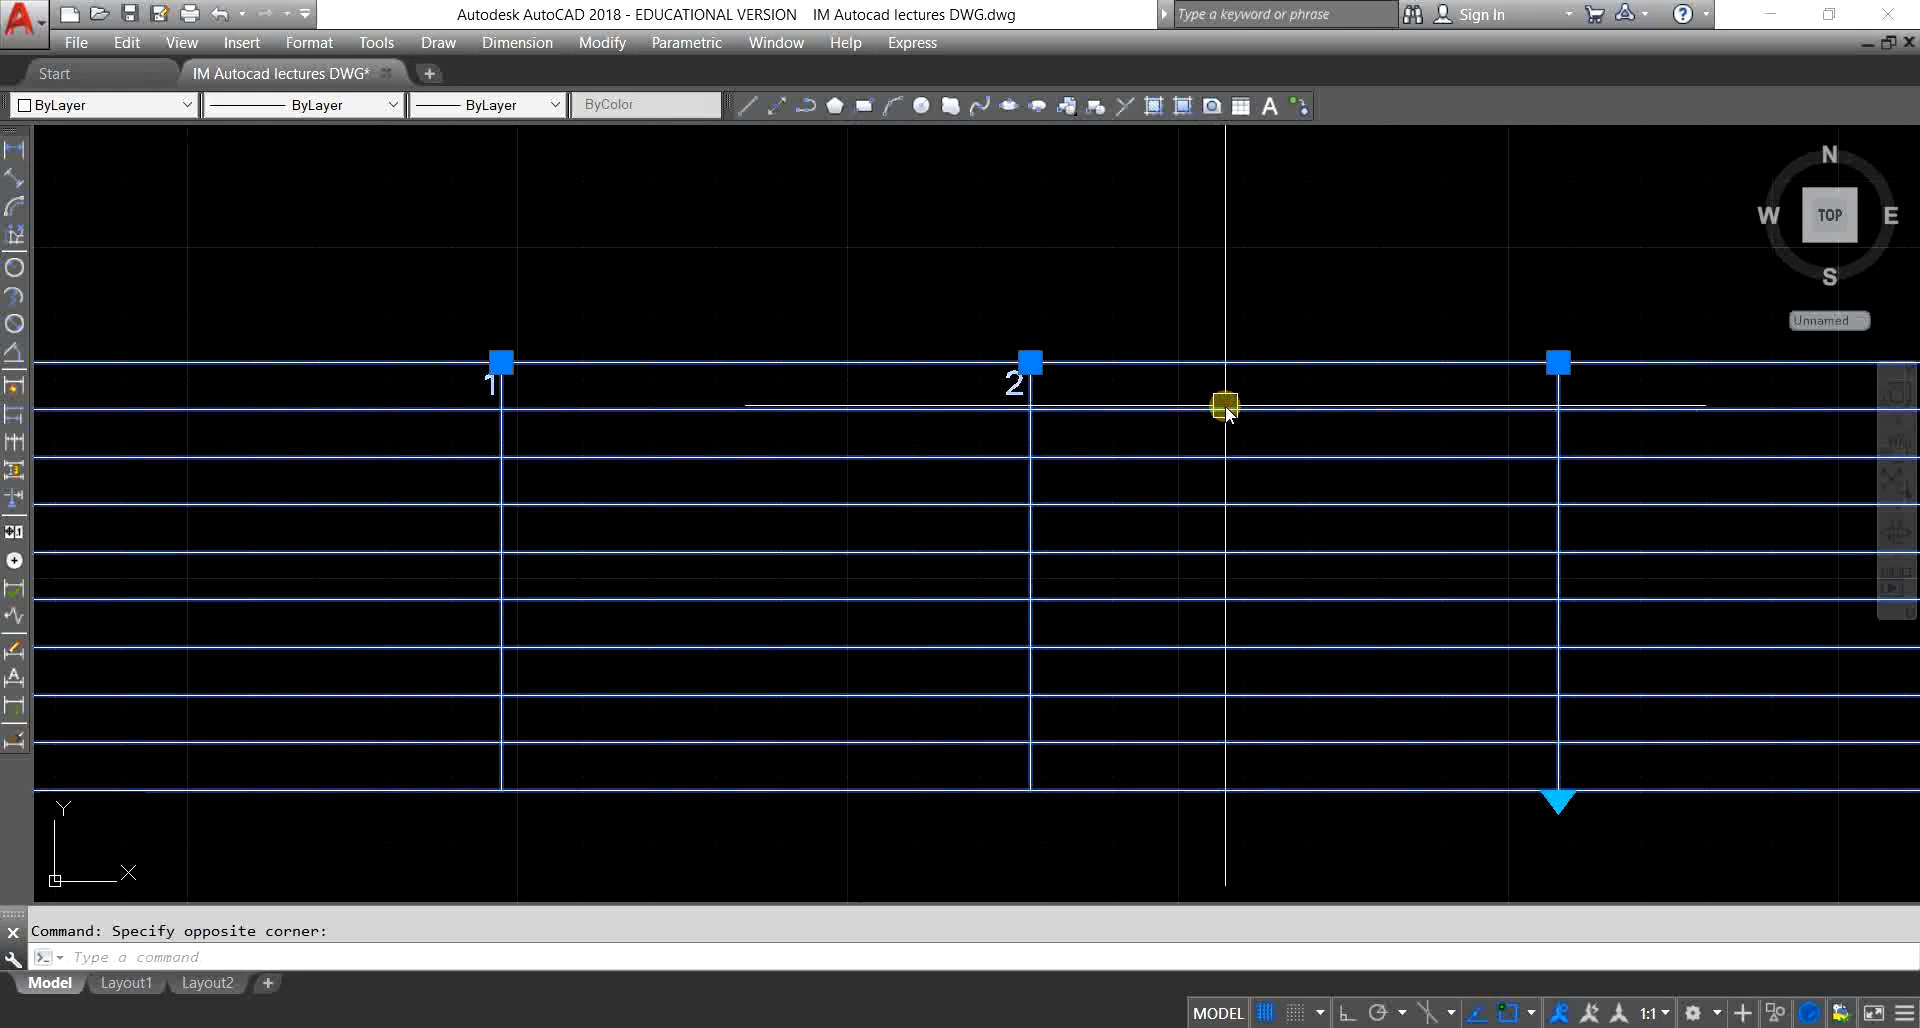 Autodesk AutoCAD 2018 - EDUCATIONAL VERSION IM Autocad lectures DWG.dwg
Type a keyword or phrase
Sign In
File Edit View Insert Format Tools Draw Dimension Modify Parametric Window Help Express
Start IM Autocad lectures DWG*
ByLayer ByLayer ByLayer ByColor
A
N
W TOP E
S
Unnamed
1 2
Y
X
Command: Specify opposite corner:
Type a command
Model Layout1 Layout2
MODEL 1:1